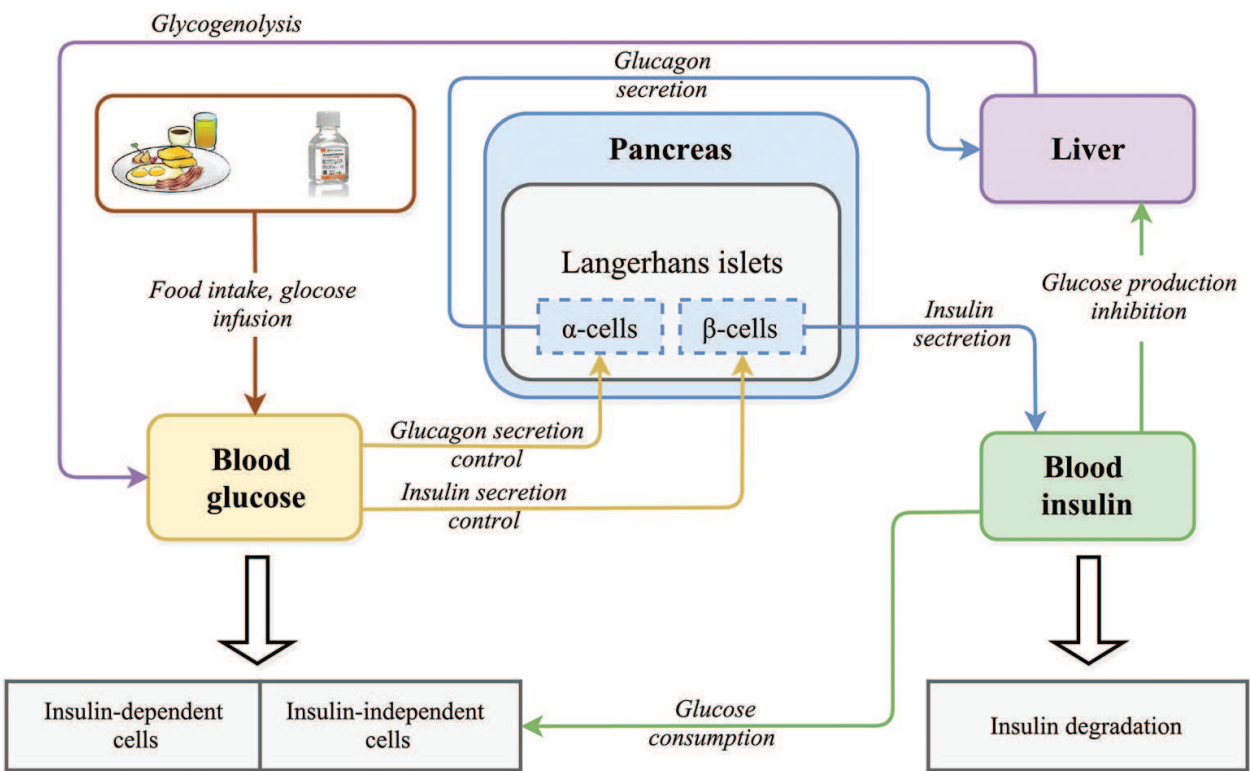 Glycogenolysis
Glucagon
secretion
Pancreas
Liver
Langerhans islets
Food intake, glocose
infusion
Glucose production
inhibition
α-cells
β-cells
Insulin
sectretion
Glucagon secretion
control
Blood
glucose
Insulin secretion
control
Blood
insulin
Insulin-dependent
cells
Insulin-independent
cells
Glucose
consumption
Insulin degradation